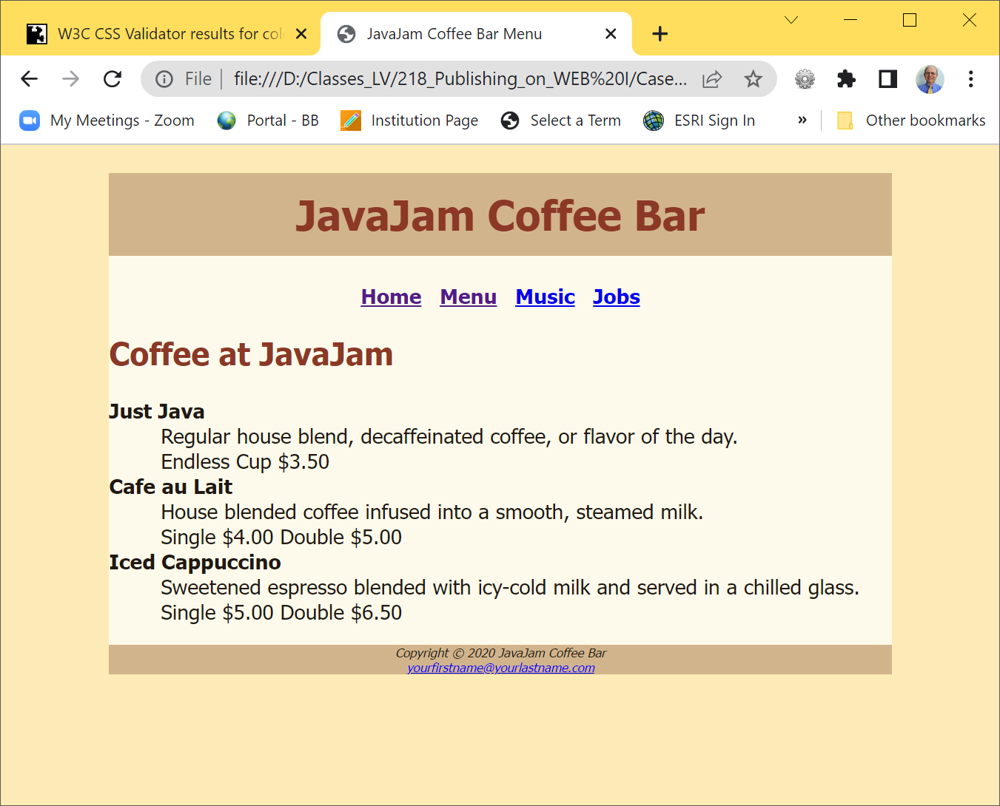 W3C CSS Validator results for col
JavaJam Coffee Bar Menu
File file:///D:/Classes_LV/218_Publishing_on_WEB%20I/Case...
My Meetings - Zoom Portal - BB Institution Page Select a Term ESRI Sign In » Other bookmarks
JavaJam Coffee Bar
Home Menu Music Jobs
Coffee at JavaJam
Just Java
Regular house blend, decaffeinated coffee, or flavor of the day.
Endless Cup $3.50
Cafe au Lait
House blended coffee infused into a smooth, steamed milk.
Single $4.00 Double $5.00
Iced Cappuccino
Sweetened espresso blended with icy-cold milk and served in a chilled glass.
Single $5.00 Double $6.50
Copyright © 2020 JavaJam Coffee Bar
yourfirstname@yourlastname.com